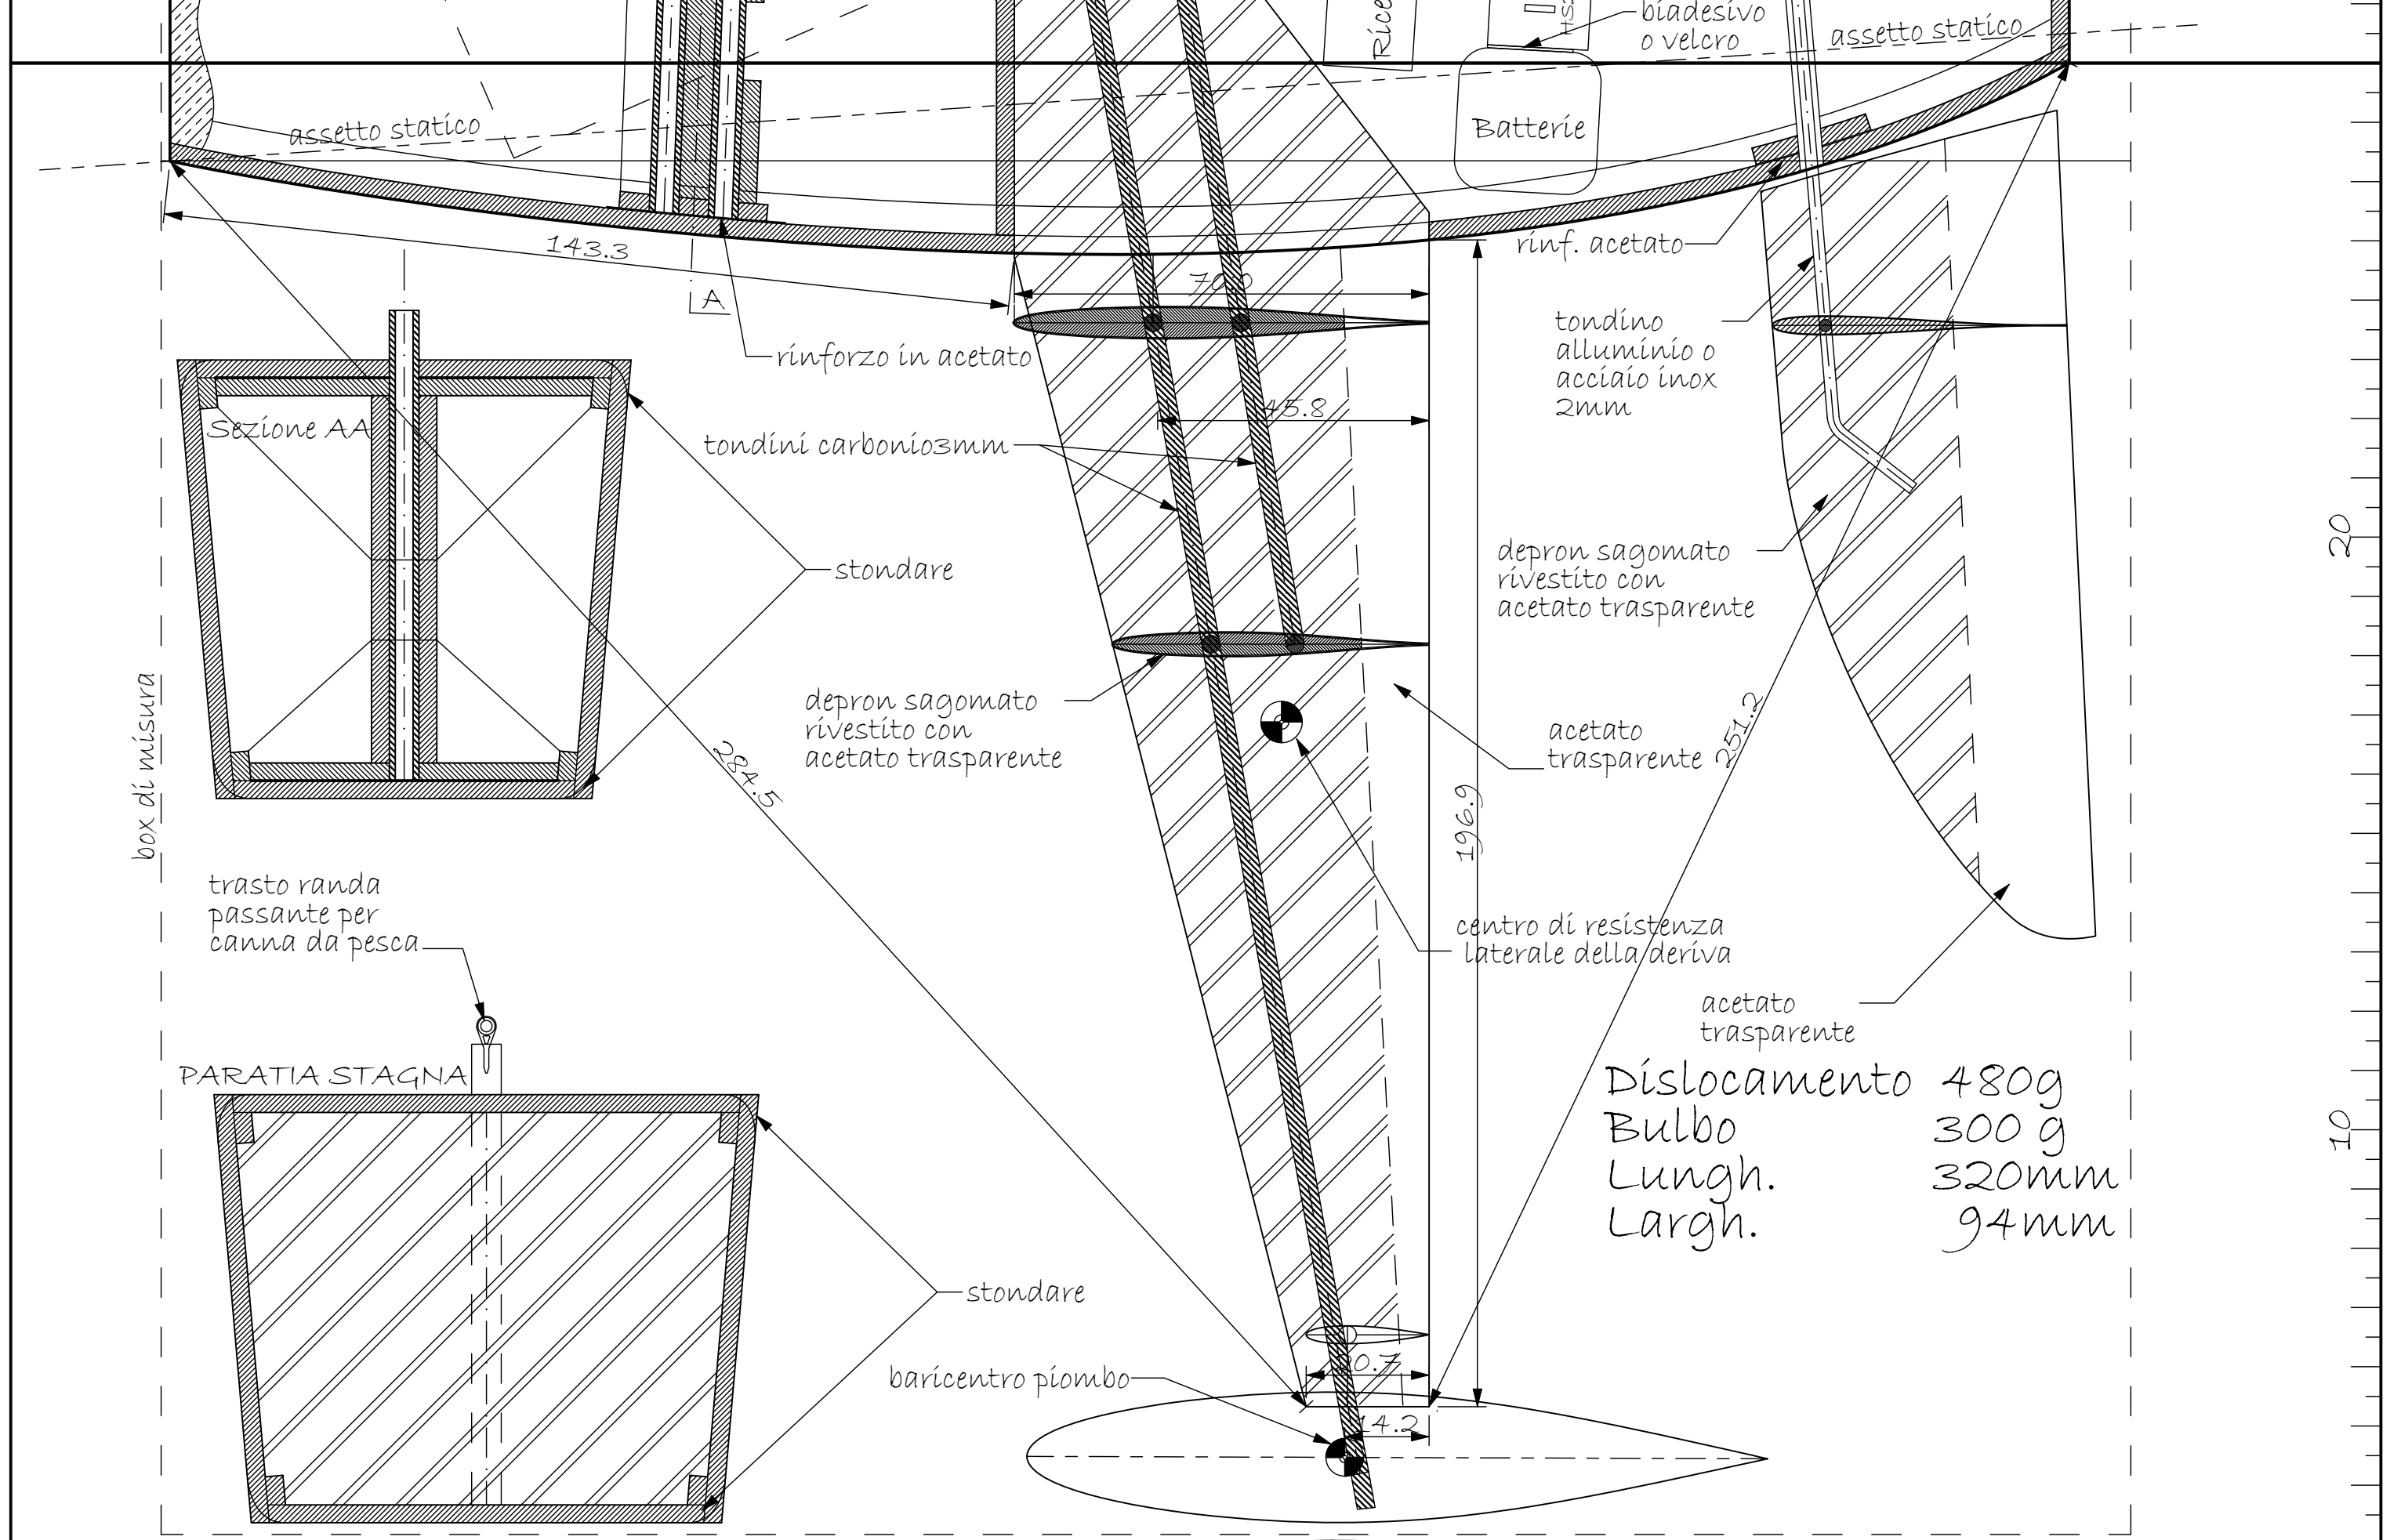 Rice
HS
biadesivo
o velcro
assetto statico
assetto statico
Batterie
143.3
A
70.0
rinf. acetato
rinforzo in acetato
tondino
alluminio o
acciaio inox
2mm
45.8
Sezione AA
tondini carbonio3mm
stondare
depron sagomato
rivestito con
acetato trasparente
20
box di misura
depron sagomato
rivestito con
acetato trasparente
284.5
acetato
trasparente
251.2
196.9
trasto randa
passante per
canna da pesca
centro di resistenza
laterale della deriva
acetato
trasparente
PARATIA STAGNA
Dislocamento 480g
Bulbo 300 g
Lungh. 320mm
Largh. 94mm
10
stondare
baricentro piombo
20.7
14.2